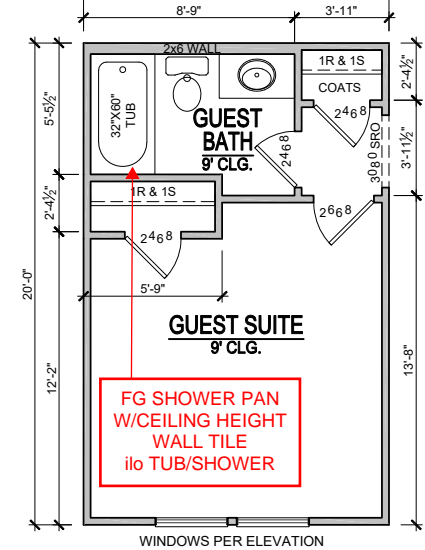 8'-9"
3'-11"
2x6 WALL
1R & 1S
COATS
2468
2'-4½"
32"X60"
TUB
GUEST
BATH
9' CLG.
2468
3080 SRO
3'-11½"
5'-5½"
1R & 1S
2'-4½"
2468
2668
5'-9"
20'-0"
12'-2"
13'-8"
GUEST SUITE
9' CLG.
FG SHOWER PAN
W/CEILING HEIGHT
WALL TILE
ilo TUB/SHOWER
WINDOWS PER ELEVATION